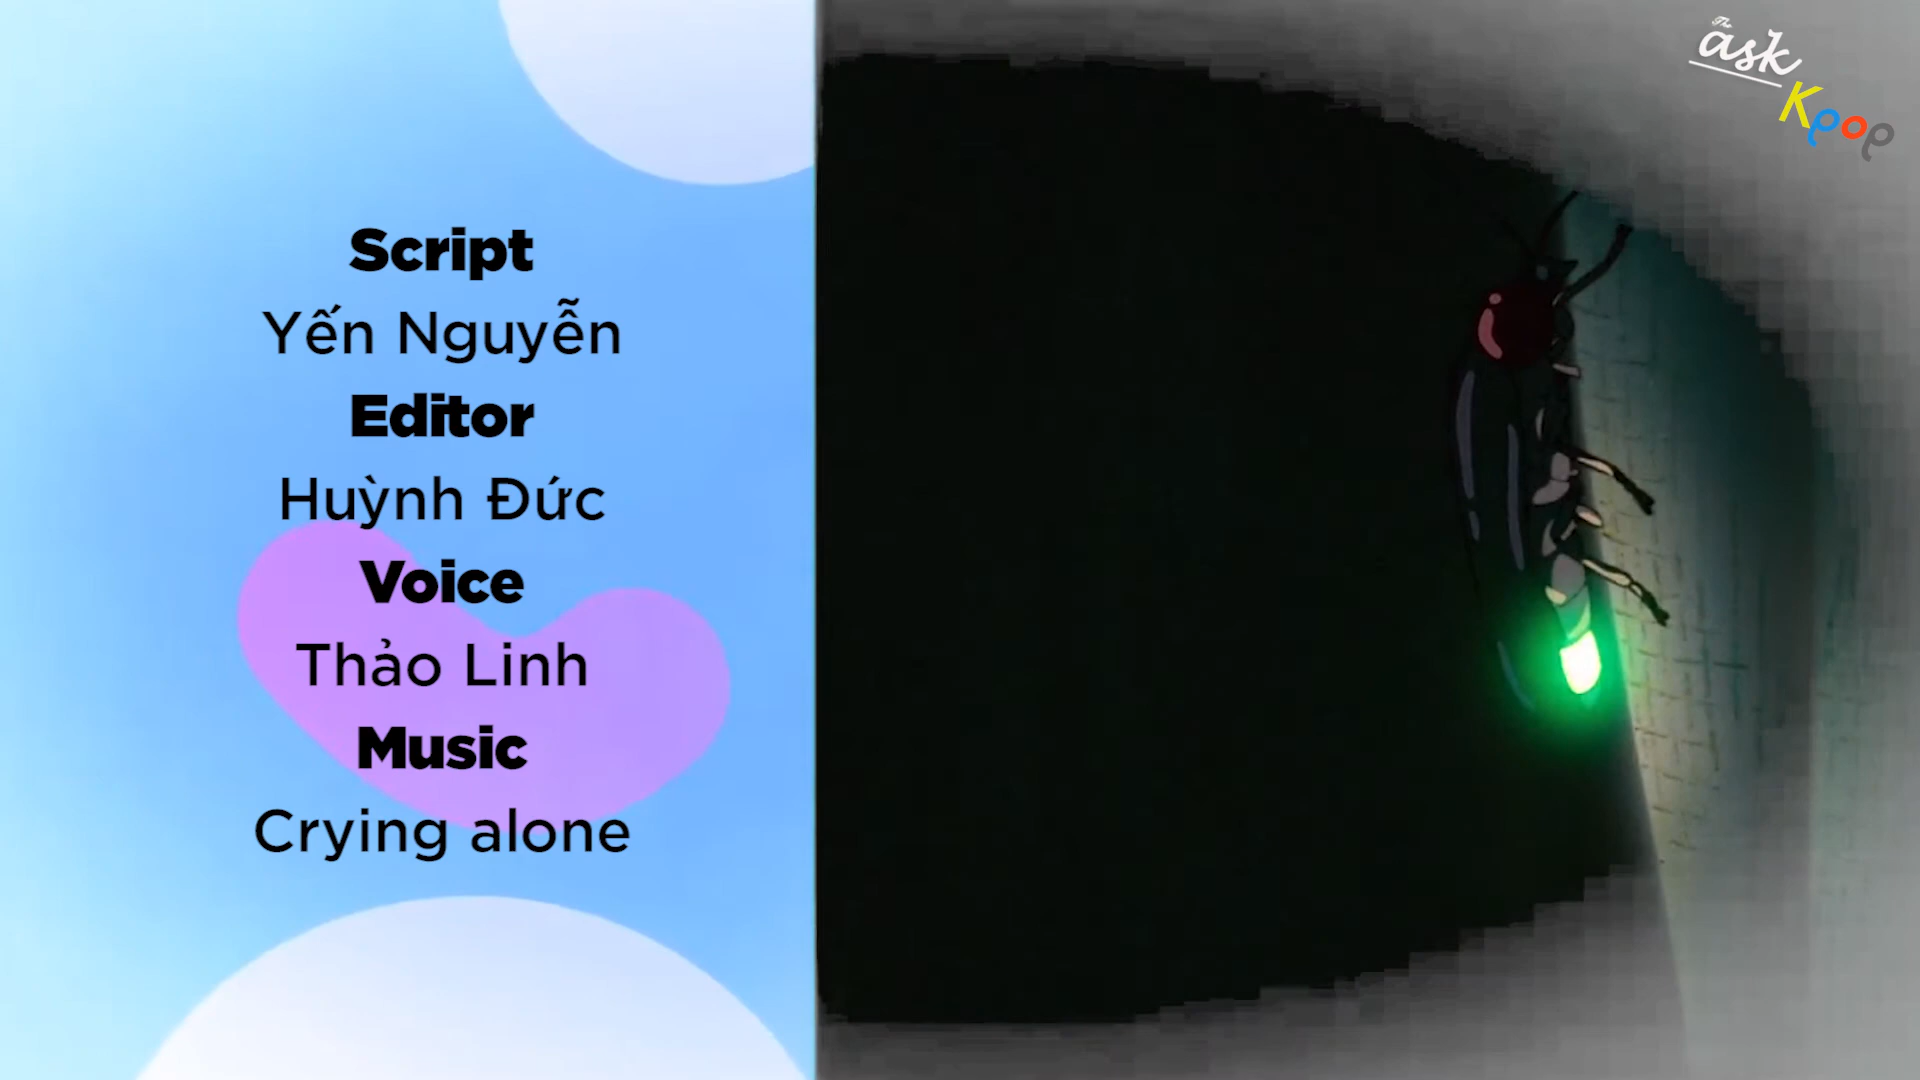 The
ask
Kpop
Script
Yến Nguyễn
Editor
Huỳnh Đức
Voice
Thảo Linh
Music
Crying alone